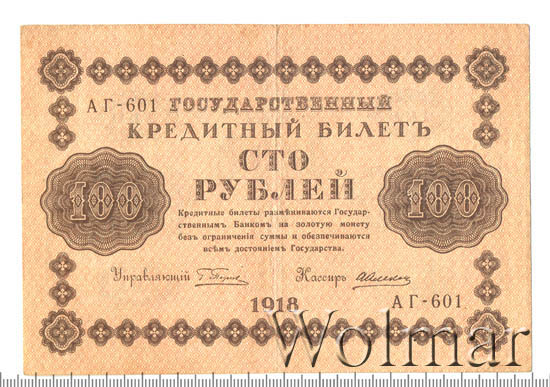 АГ-601 ГОСУДАРСТВЕННЫЙ
КРЕДИТНЫЙ БИЛЕТЪ
СТО
РУБЛЕЙ
100 100
Кредитные билеты размѣниваются Государ-
ственнымъ Банкомъ на золотую монету
безъ ограниченія суммы и обезпечиваются
всѣмъ достояніемъ Государства.
Управляющій Кассиръ
1918
АГ-601
Wolmar